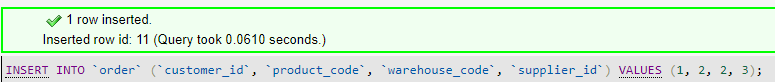 1 row inserted.
Inserted row id: 11 (Query took 0.0610 seconds.)
INSERT INTO `order` (`customer_id`, `product_code`, `warehouse_code`, `supplier_id`) VALUES (1, 2, 2, 3);